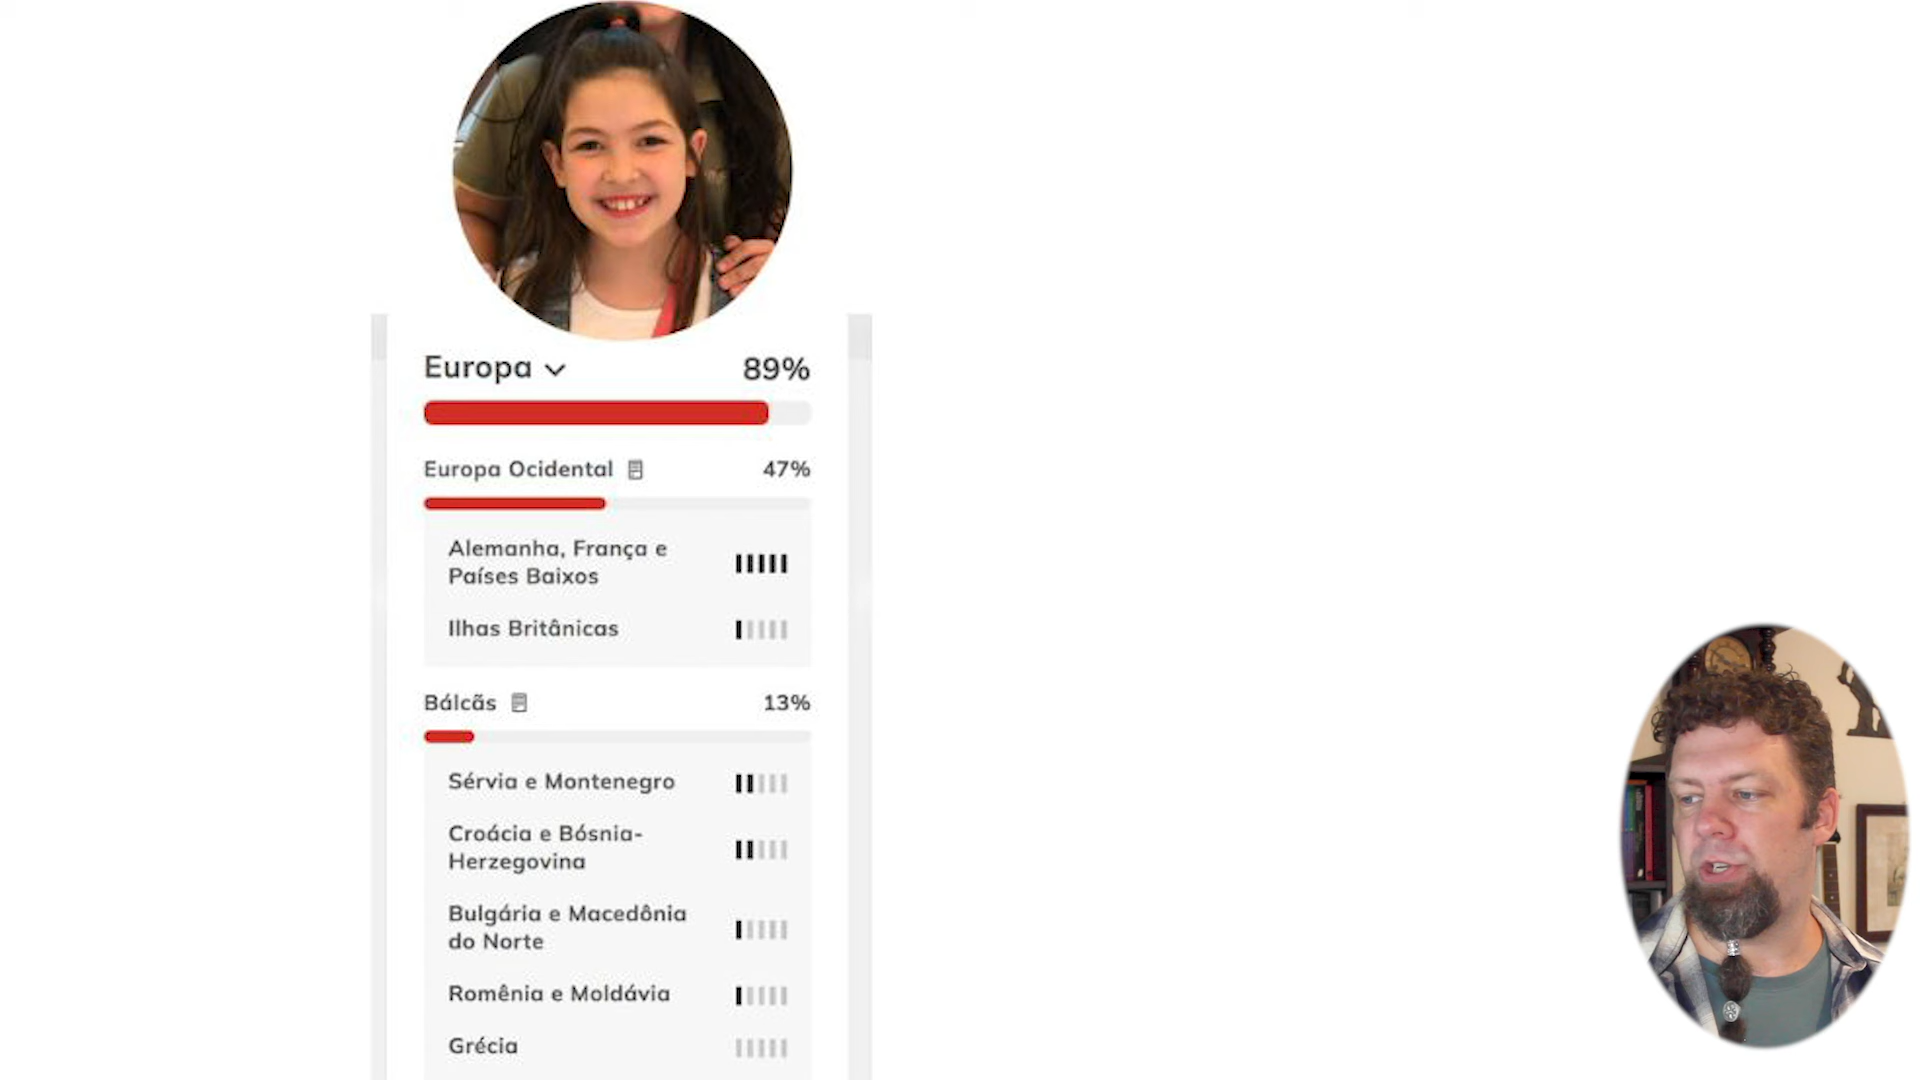 Europa 89%
Europa Ocidental 47%
Alemanha, França e
Países Baixos
Ilhas Britânicas
Bálcãs 13%
Sérvia e Montenegro
Croácia e Bósnia-
Herzegovina
Bulgária e Macedônia
do Norte
Romênia e Moldávia
Grécia